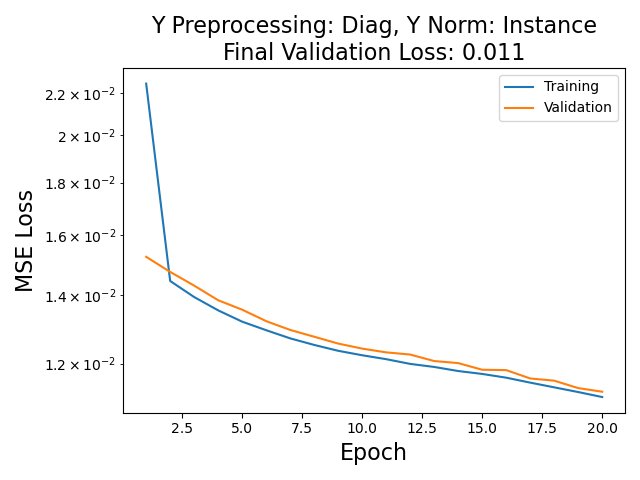 Y Preprocessing: Diag, Y Norm: Instance
Final Validation Loss: 0.011
Training
Validation
MSE Loss
2.2 × 10⁻²
2 × 10⁻²
1.8 × 10⁻²
1.6 × 10⁻²
1.4 × 10⁻²
1.2 × 10⁻²
2.5 5.0 7.5 10.0 12.5 15.0 17.5 20.0
Epoch